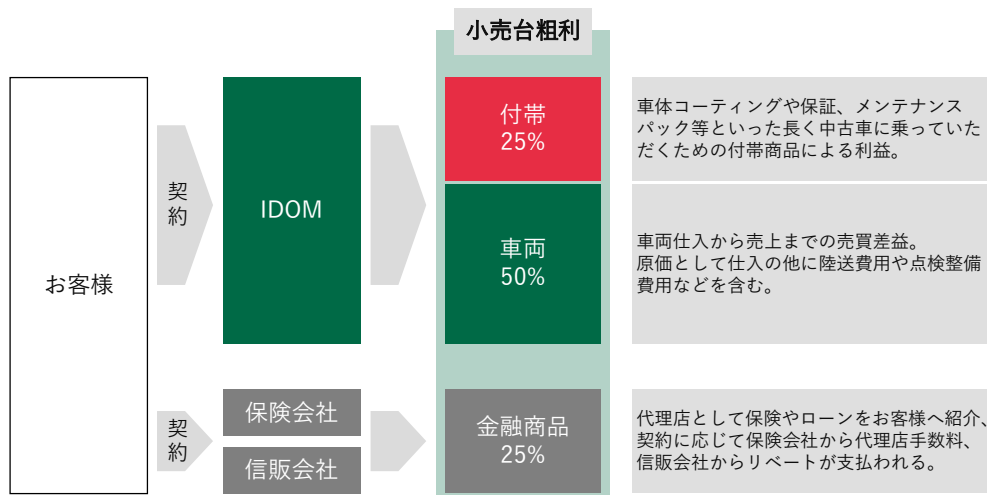 小売台粗利
お客様
契約
IDOM
付帯
25%
車体コーティングや保証、メンテナンス
パック等といった長く中古車に乗っていた
だくための付帯商品による利益。
車両
50%
車両仕入から売上までの売買差益。
原価として仕入の他に陸送費用や点検整備
費用などを含む。
契約
保険会社
信販会社
金融商品
25%
代理店として保険やローンをお客様へ紹介、
契約に応じて保険会社から代理店手数料、
信販会社からリベートが支払われる。